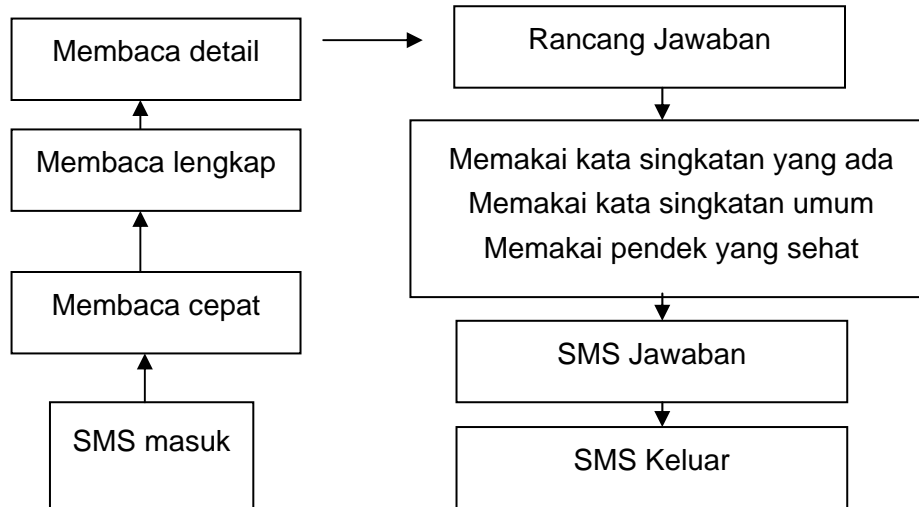 Membaca detail
Rancang Jawaban
Membaca lengkap
Memakai kata singkatan yang ada
Memakai kata singkatan umum
Memakai pendek yang sehat
Membaca cepat
SMS Jawaban
SMS masuk
SMS Keluar